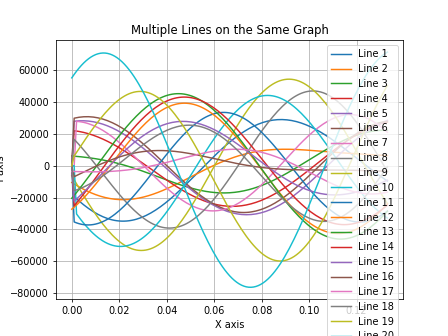 Multiple Lines on the Same Graph
80000
60000
40000
20000
0
−20000
−40000
−60000
−80000
0.00
0.02
0.04
0.06
0.08
0.10
X axis
Line 1
Line 2
Line 3
Line 4
Line 5
Line 6
Line 7
Line 8
Line 9
Line 10
Line 11
Line 12
Line 13
Line 14
Line 15
Line 16
Line 17
Line 18
Line 19
Line 20